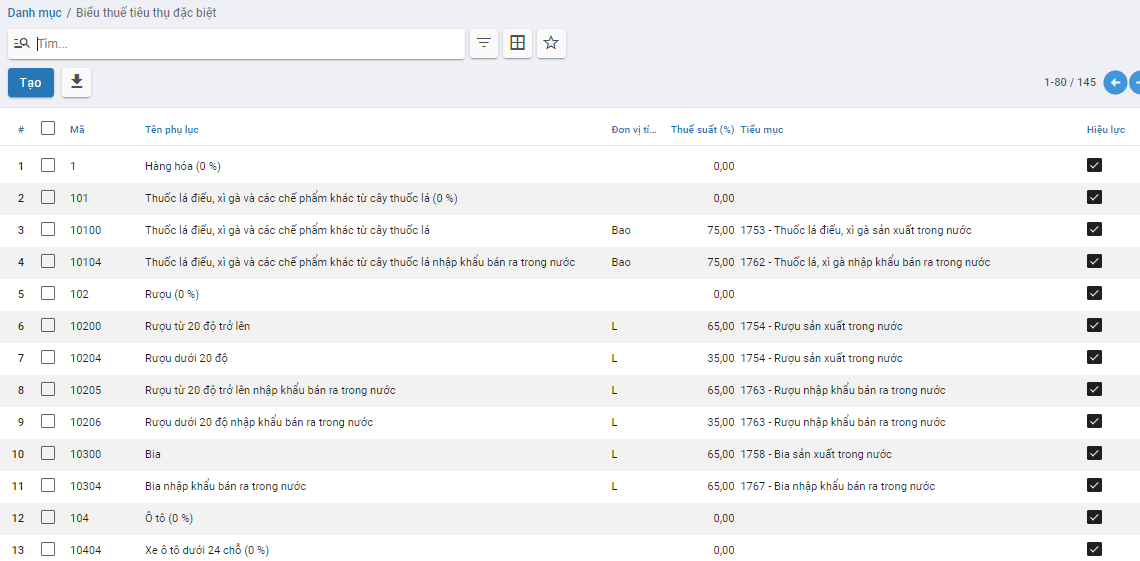 Danh mục / Biểu thuế tiêu thụ đặc biệt
Tìm...
Tạo
1-80 / 145
# Mã Tên phụ lục Đơn vị tí... Thuế suất (%) Tiểu mục Hiệu lực
1 1 Hàng hóa (0 %) 0,00
2 101 Thuốc lá điếu, xì gà và các chế phẩm khác từ cây thuốc lá (0 %) 0,00
3 10100 Thuốc lá điếu, xì gà và các chế phẩm khác từ cây thuốc lá Bao 75,00 1753 - Thuốc lá điếu, xì gà sản xuất trong nước
4 10104 Thuốc lá điếu, xì gà và các chế phẩm khác từ cây thuốc lá nhập khẩu bán ra trong nước Bao 75,00 1762 - Thuốc lá, xì gà nhập khẩu bán ra trong nước
5 102 Rượu (0 %) 0,00
6 10200 Rượu từ 20 độ trở lên L 65,00 1754 - Rượu sản xuất trong nước
7 10204 Rượu dưới 20 độ L 35,00 1754 - Rượu sản xuất trong nước
8 10205 Rượu từ 20 độ trở lên nhập khẩu bán ra trong nước L 65,00 1763 - Rượu nhập khẩu bán ra trong nước
9 10206 Rượu dưới 20 độ nhập khẩu bán ra trong nước L 35,00 1763 - Rượu nhập khẩu bán ra trong nước
10 10300 Bia L 65,00 1758 - Bia sản xuất trong nước
11 10304 Bia nhập khẩu bán ra trong nước L 65,00 1767 - Bia nhập khẩu bán ra trong nước
12 104 Ô tô (0 %) 0,00
13 10404 Xe ô tô dưới 24 chỗ (0 %) 0,00